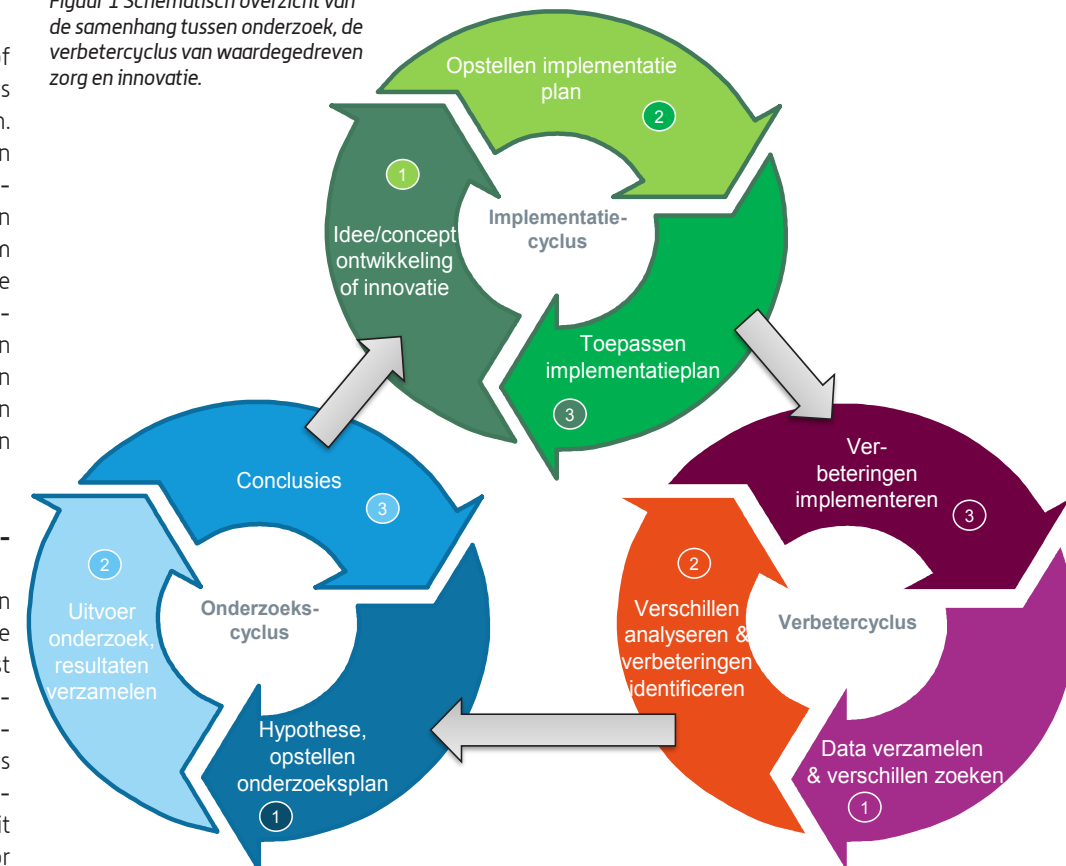 Figuur 1 Schematisch overzicht van
de samenhang tussen onderzoek, de
verbetercyclus van waardegedreven
zorg en innovatie.
Opstellen implementatie
plan
2
1
Idee/concept
ontwikkeling
of innovatie
Implementatie-
cyclus
Toepassen
implementatieplan
3
Conclusies
3
2
Uitvoer
onderzoek,
resultaten
verzamelen
Onderzoeks-
cyclus
Hypothese,
opstellen
onderzoeksplan
1
Ver-
beteringen
implementeren
3
2
Verschillen
analyseren &
verbeteringen
identificeren
Verbetercyclus
Data verzamelen
& verschillen zoeken
1